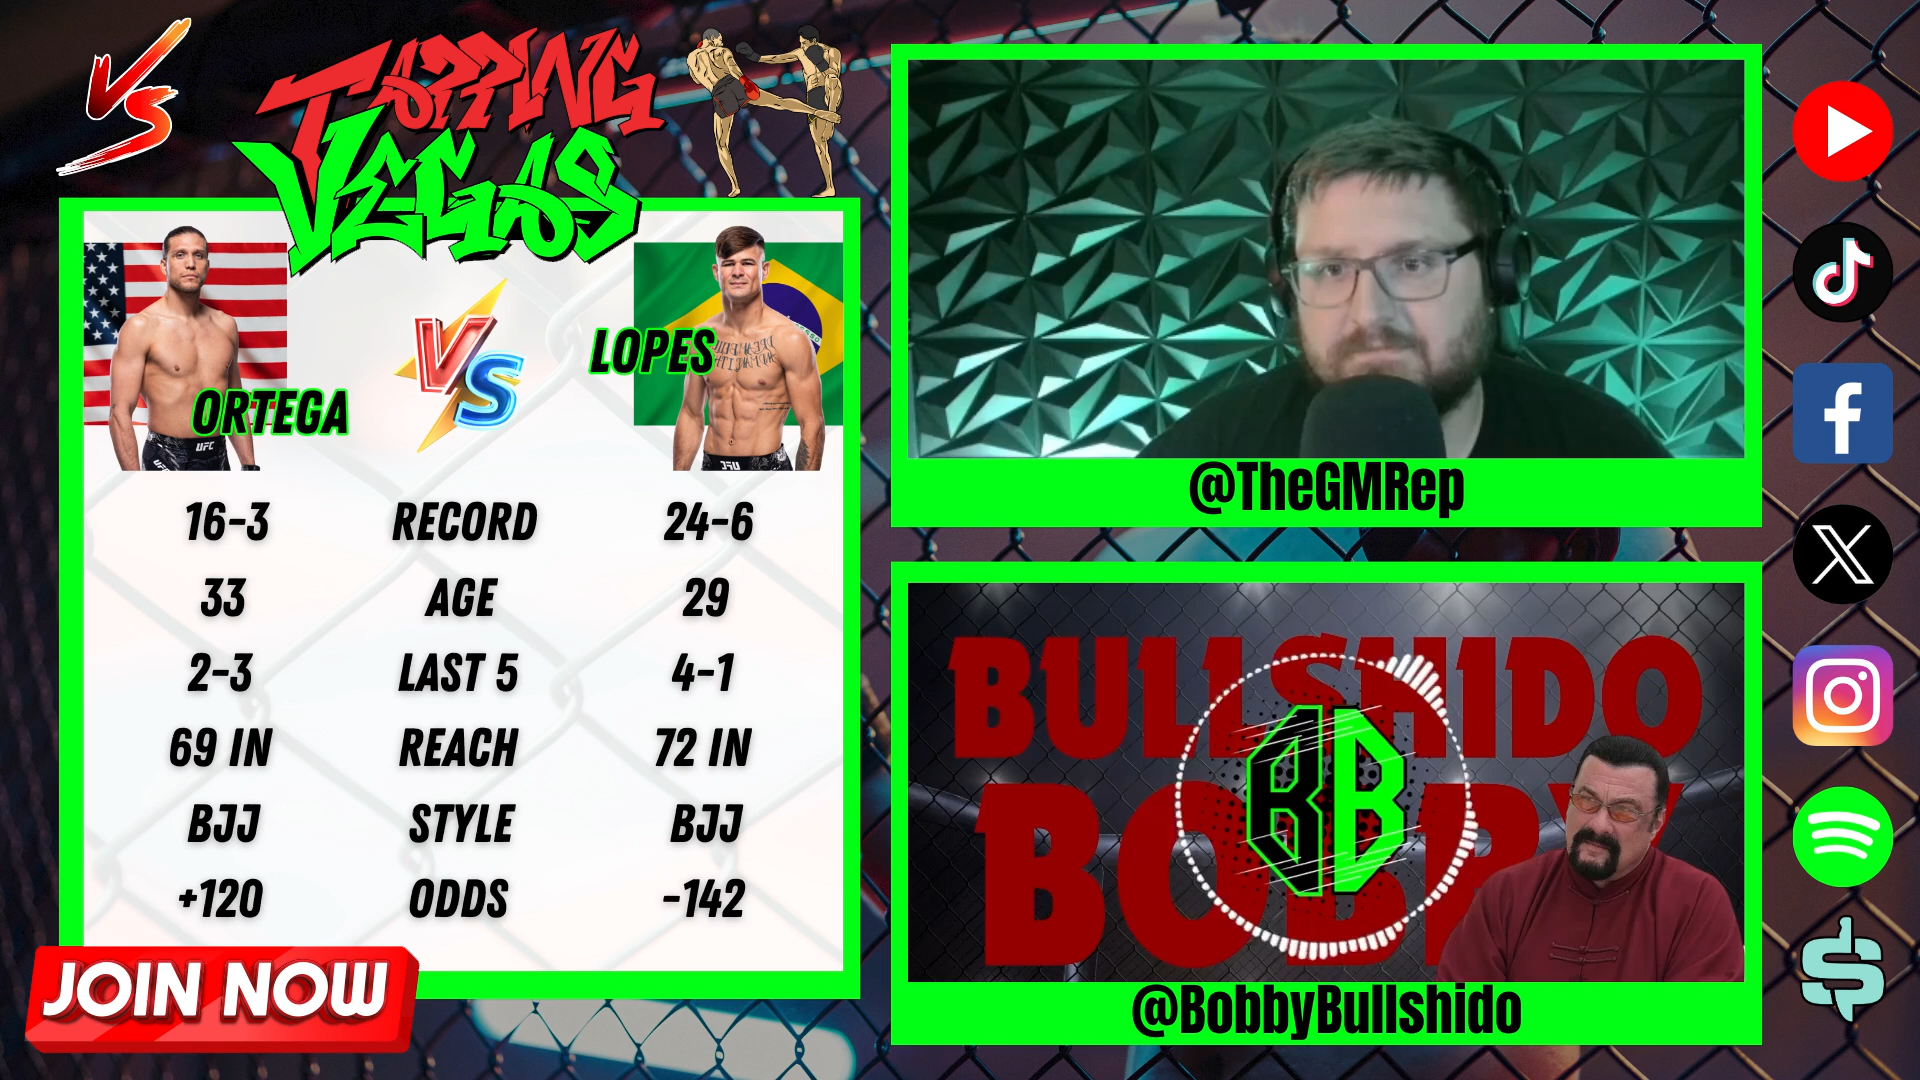 VS
TAPPING
VEGAS
VS
LOPES
ORTEGA
UFC
16-3 RECORD 24-6
33 AGE 29
2-3 LAST 5 4-1
69 IN REACH 72 IN
BJJ STYLE BJJ
+120 ODDS -142
JOIN NOW
@TheGMRep
BULLSHIDO
BOBBY
BB
@BobbyBullshido